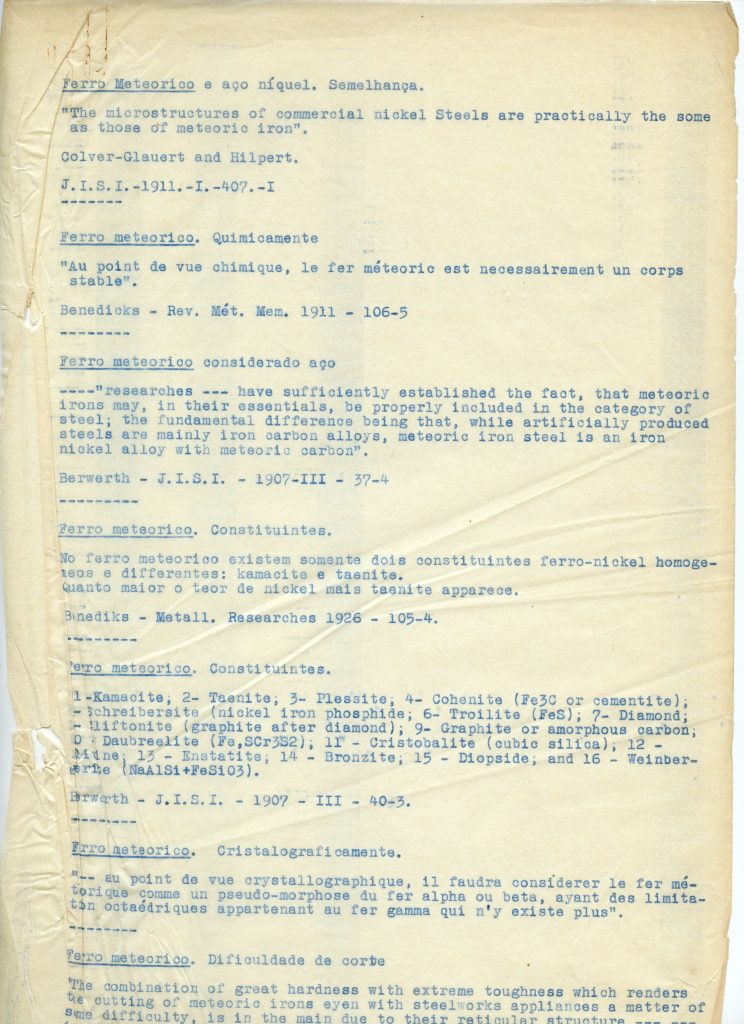 Ferro Meteorico e aço níquel. Semelhança.
"The microstructures of commercial nickel Steels are practically the some
as those of meteoric iron".
Colver-Glauert and Hilpert.
J.I.S.I.-1911.-I.-407.-I
-------
Ferro meteorico. Quimicamente
"Au point de vue chimique, le fer méteoric est necessairement un corps
stable".
Benedicks - Rev. Mét. Mem. 1911 - 106-5
--------
Ferro meteorico considerado aço
----"researches --- have sufficiently established the fact, that meteoric
irons may, in their essentials, be properly included in the category of
steel; the fundamental difference being that, while artificially produced
steels are mainly iron carbon alloys, meteoric iron steel is an iron
nickel alloy with meteoric carbon".
Berwerth - J.I.S.I. - 1907-III - 37-4
---------
Ferro meteorico. Constituintes.
No ferro meteorico existem somente dois constituintes ferro-nickel homoge-
neos e differentes: kamacite e taenite.
Quanto maior o teor de nickel mais taenite apparece.
Benediks - Metall. Researches 1926 - 105-4.
--------
Ferro meteorico. Constituintes.
1-Kamacite; 2- Taenite; 3- Plessite; 4- Cohenite (Fe3C or cementite);
-Schreibersite (nickel iron phosphide; 6- Troilite (FeS); 7- Diamond;
- Cliftonite (graphite after diamond); 9- Graphite or amorphous carbon;
0 - Daubreelite (Fe,SCr3S2); 11 - Cristobalite (cubic silica), 12 -
13 - Enstatite; 14 - Bronzite; 15 - Diopside; and 16 - Weinber-
gerite (NaAlSi+FeSiO3).
Berwerth - J.I.S.I. - 1907 - III - 40-3.
--------
Frro meteorico. Cristalograficamente.
"-- au point de vue crystallographique, il faudra considerer le fer mé-
torique comme un pseudo-morphose du fer alpha ou beta, ayant des limita-
ton octaédriques appartenant au fer gamma qui n'y existe plus".
--------
Ferro meteorico. Dificuldade de corte
"The combination of great hardness with extreme toughness which renders
the cutting of meteoric irons eyen with steelworks appliances a matter of
some difficulty, is in the main due to their reticular structure